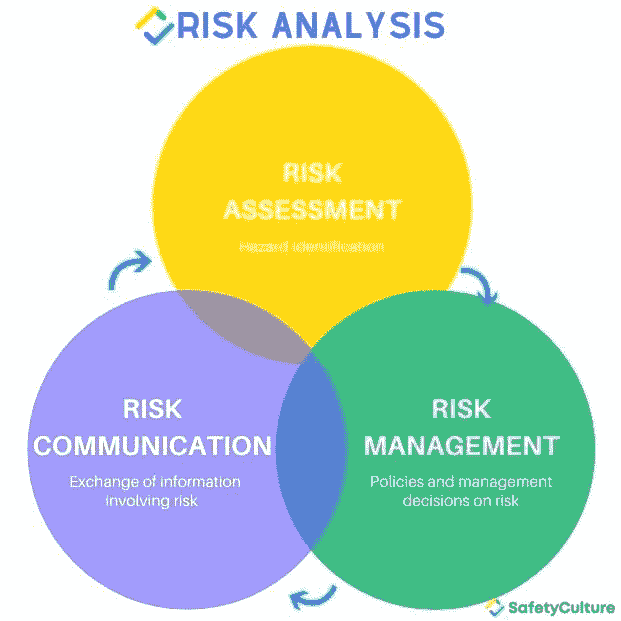 RISK ANALYSIS
RISK
ASSESSMENT
Hazard identification
RISK
COMMUNICATION
Exchange of information
involving risk
RISK
MANAGEMENT
Policies and management
decisions on risk
SafetyCulture